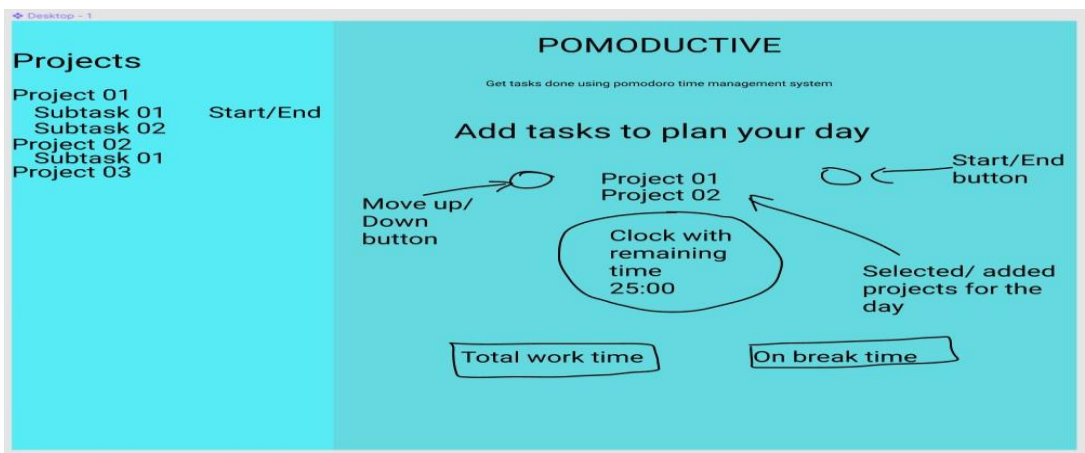 Desktop - 1
Projects
Project 01
Subtask 01 Start/End
Subtask 02
Project 02
Subtask 01
Project 03
POMODUCTIVE
Get tasks done using pomodoro time management system
Add tasks to plan your day
Move up/
Down
button
Project 01
Project 02
Start/End
button
Clock with
remaining
time
25:00
Selected/ added
projects for the
day
Total work time
On break time